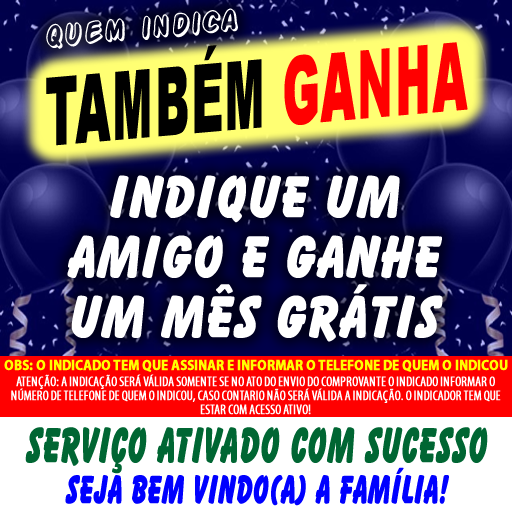 QUEM INDICA
TAMBÉM GANHA
INDIQUE UM
AMIGO E GANHE
UM MÊS GRÁTIS
OBS: O INDICADO TEM QUE ASSINAR E INFORMAR O TELEFONE DE QUEM O INDICOU
ATENÇÃO: A INDICAÇÃO SERÁ VÁLIDA SOMENTE SE NO ATO DO ENVIO DO COMPROVANTE O INDICADO INFORMAR O
NÚMERO DE TELEFONE DE QUEM O INDICOU, CASO CONTARIO NÃO SERÁ VÁLIDA A INDICAÇÃO. O INDICADOR TEM QUE
ESTAR COM ACESSO ATIVO!
SERVIÇO ATIVADO COM SUCESSO
SEJA BEM VINDO(A) A FAMÍLIA!